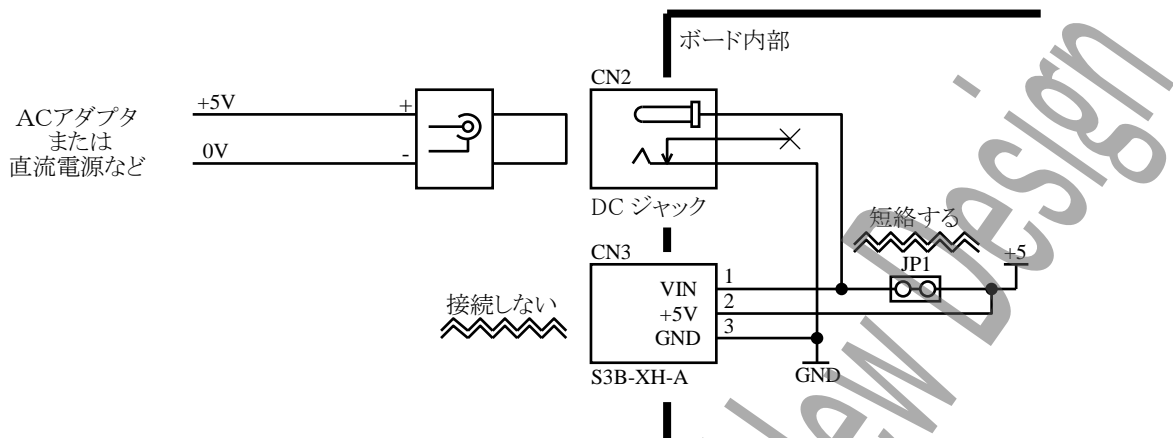 ボード内部
CN2
ACアダプタ
または
直流電源など
+5V
+
0V
-
DC ジャック
短絡する
CN3
JP1
+5
接続しない
VIN
1
+5V
2
GND
3
S3B-XH-A
GND
ew Design